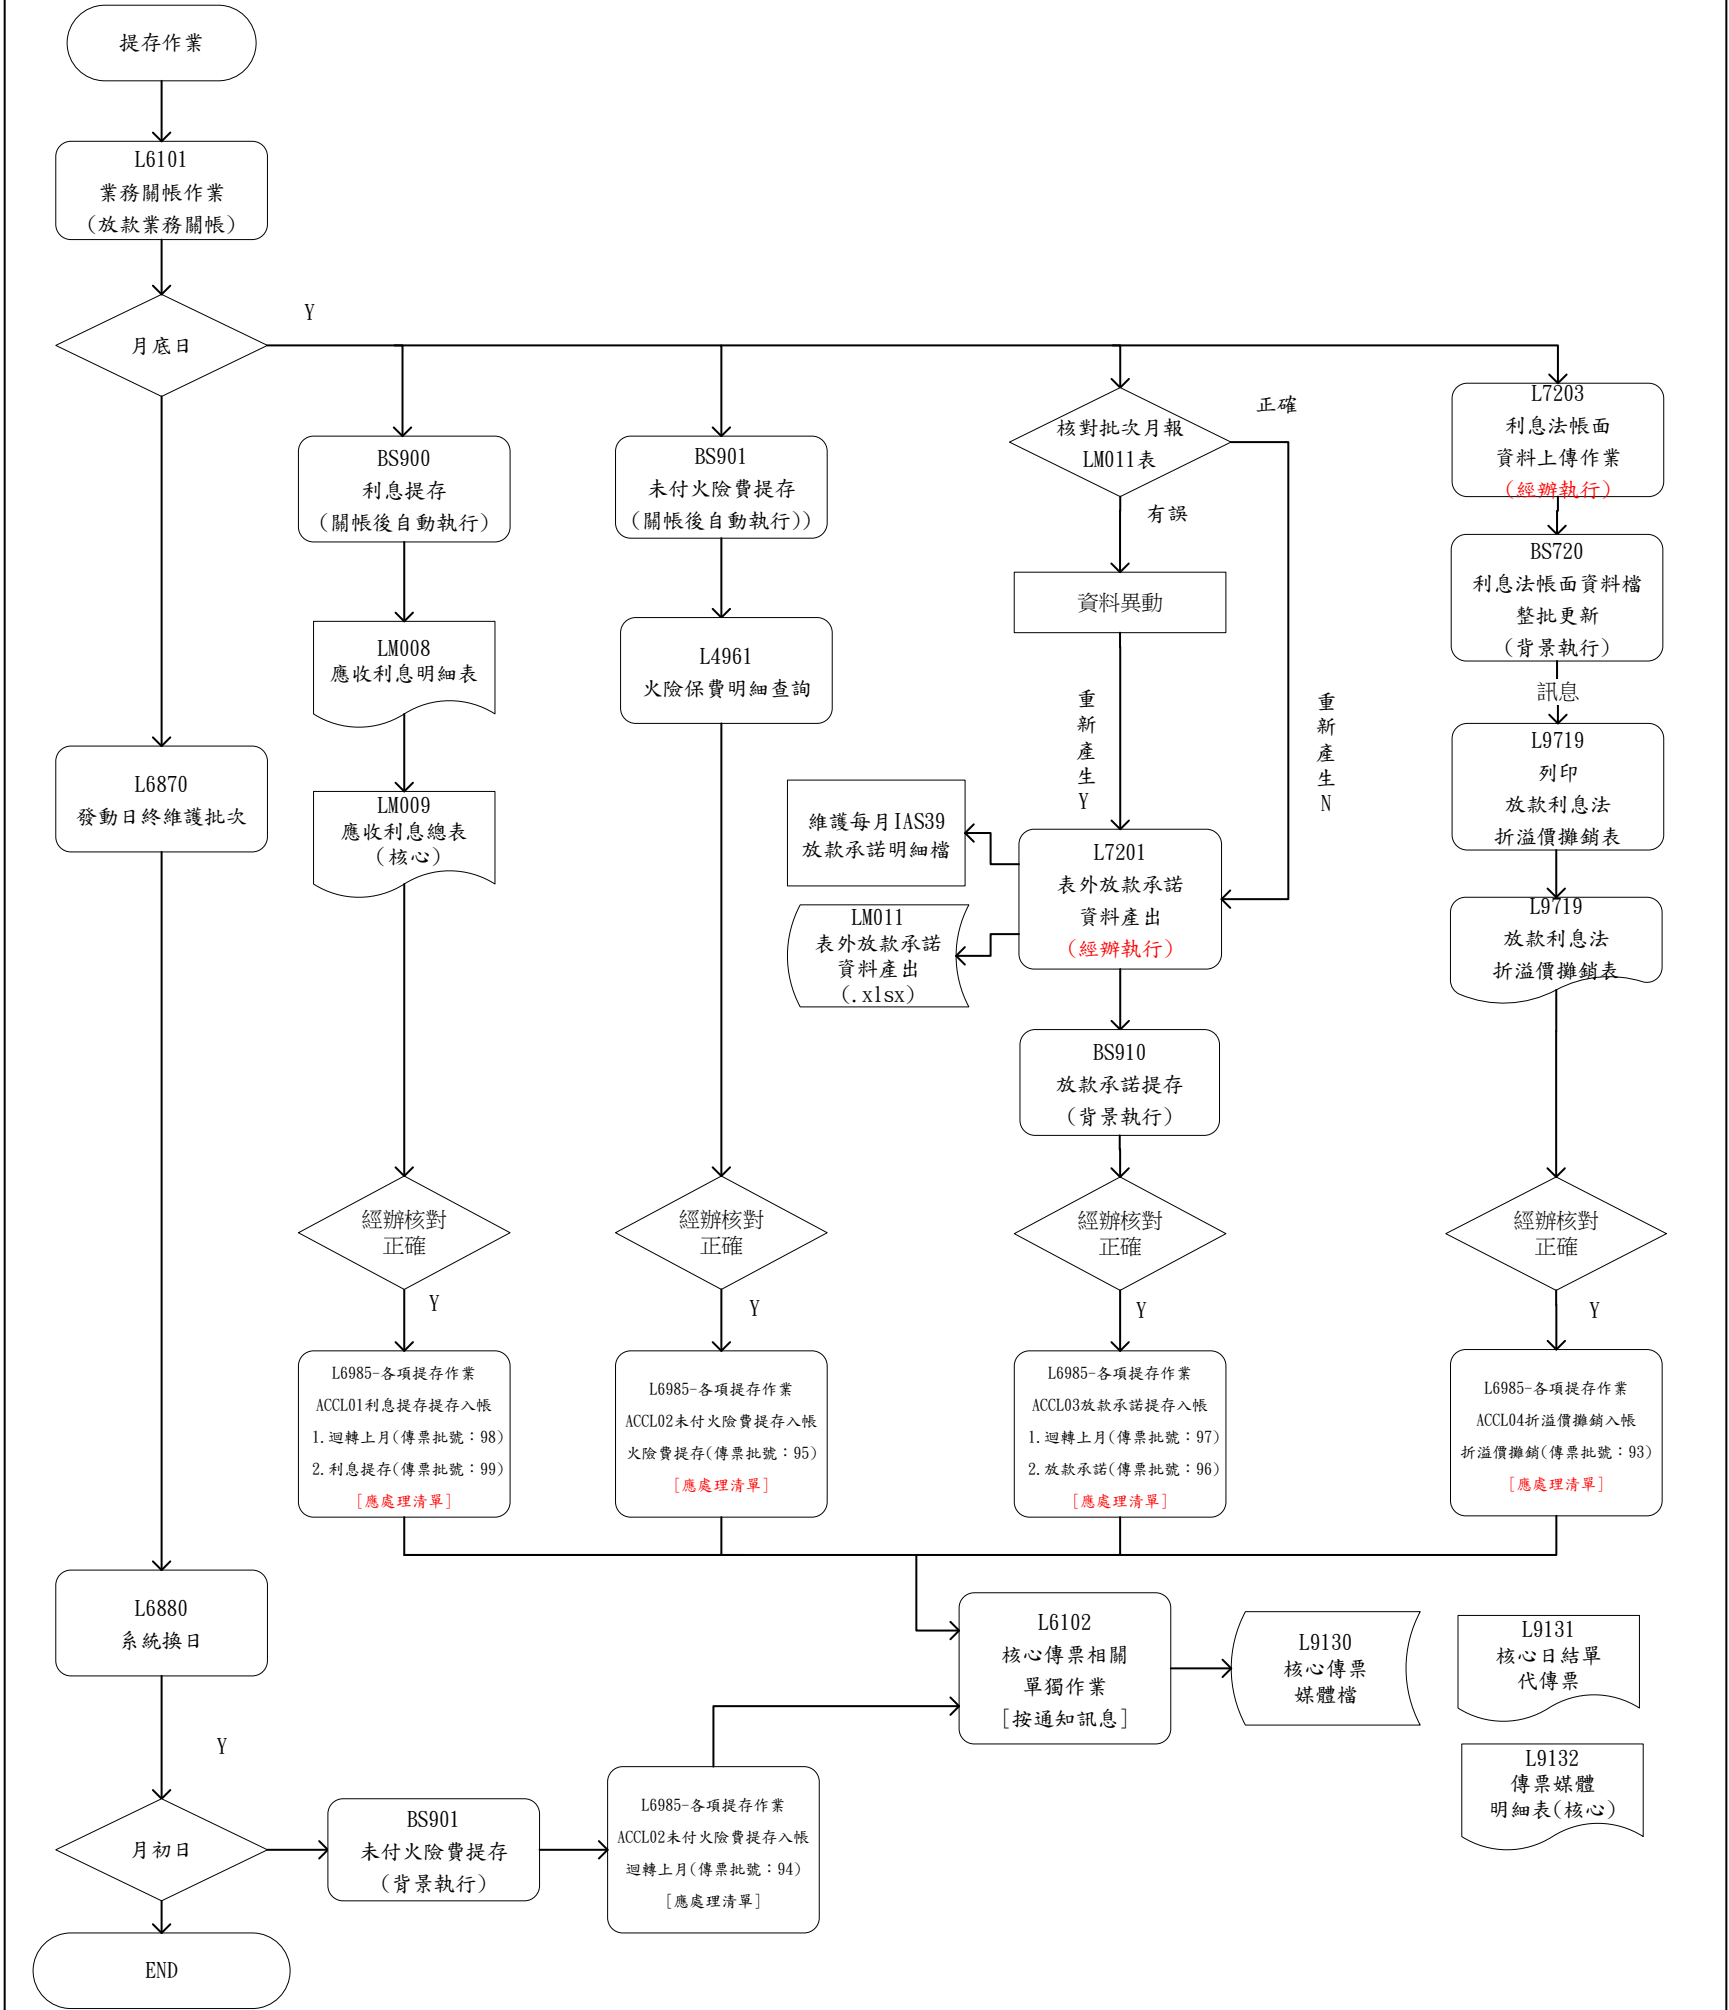 提存作業
L6101
業務關帳作業
(放款業務關帳)
月底日
Y
BS900
利息提存
(關帳後自動執行)
LM008
應收利息明細表
LM009
應收利息總表
(核心)
經辦核對
正確
Y
L6985-各項提存作業
ACCL01利息提存提存入帳
1.迴轉上月(傳票批號：98)
2.利息提存(傳票批號：99)
[應處理清單]
BS901
未付火險費提存
(關帳後自動執行))
L4961
火險保費明細查詢
經辦核對
正確
Y
L6985-各項提存作業
ACCL02未付火險費提存入帳
火險費提存(傳票批號：95)
[應處理清單]
核對批次月報
LM011表
正確
有誤
資料異動
重
新
產
生
Y
重
新
產
生
N
維護每月IAS39
放款承諾明細檔
LM011
表外放款承諾
資料產出
(.xlsx)
L7201
表外放款承諾
資料產出
(經辦執行)
BS910
放款承諾提存
(背景執行)
經辦核對
正確
Y
L6985-各項提存作業
ACCL03放款承諾提存入帳
1.迴轉上月(傳票批號：97)
2.放款承諾(傳票批號：96)
[應處理清單]
L7203
利息法帳面
資料上傳作業
(經辦執行)
BS720
利息法帳面資料檔
整批更新
(背景執行)
訊息
L9719
列印
放款利息法
折溢價攤銷表
L9719
放款利息法
折溢價攤銷表
經辦核對
正確
Y
L6985-各項提存作業
ACCL04折溢價攤銷入帳
折溢價攤銷(傳票批號：93)
[應處理清單]
L6870
發動日終維護批次
L6880
系統換日
Y
月初日
END
BS901
未付火險費提存
(背景執行)
L6985-各項提存作業
ACCL02未付火險費提存入帳
迴轉上月(傳票批號：94)
[應處理清單]
L6102
核心傳票相關
單獨作業
[按通知訊息]
L9130
核心傳票
媒體檔
L9131
核心日結單
代傳票
L9132
傳票媒體
明細表(核心)